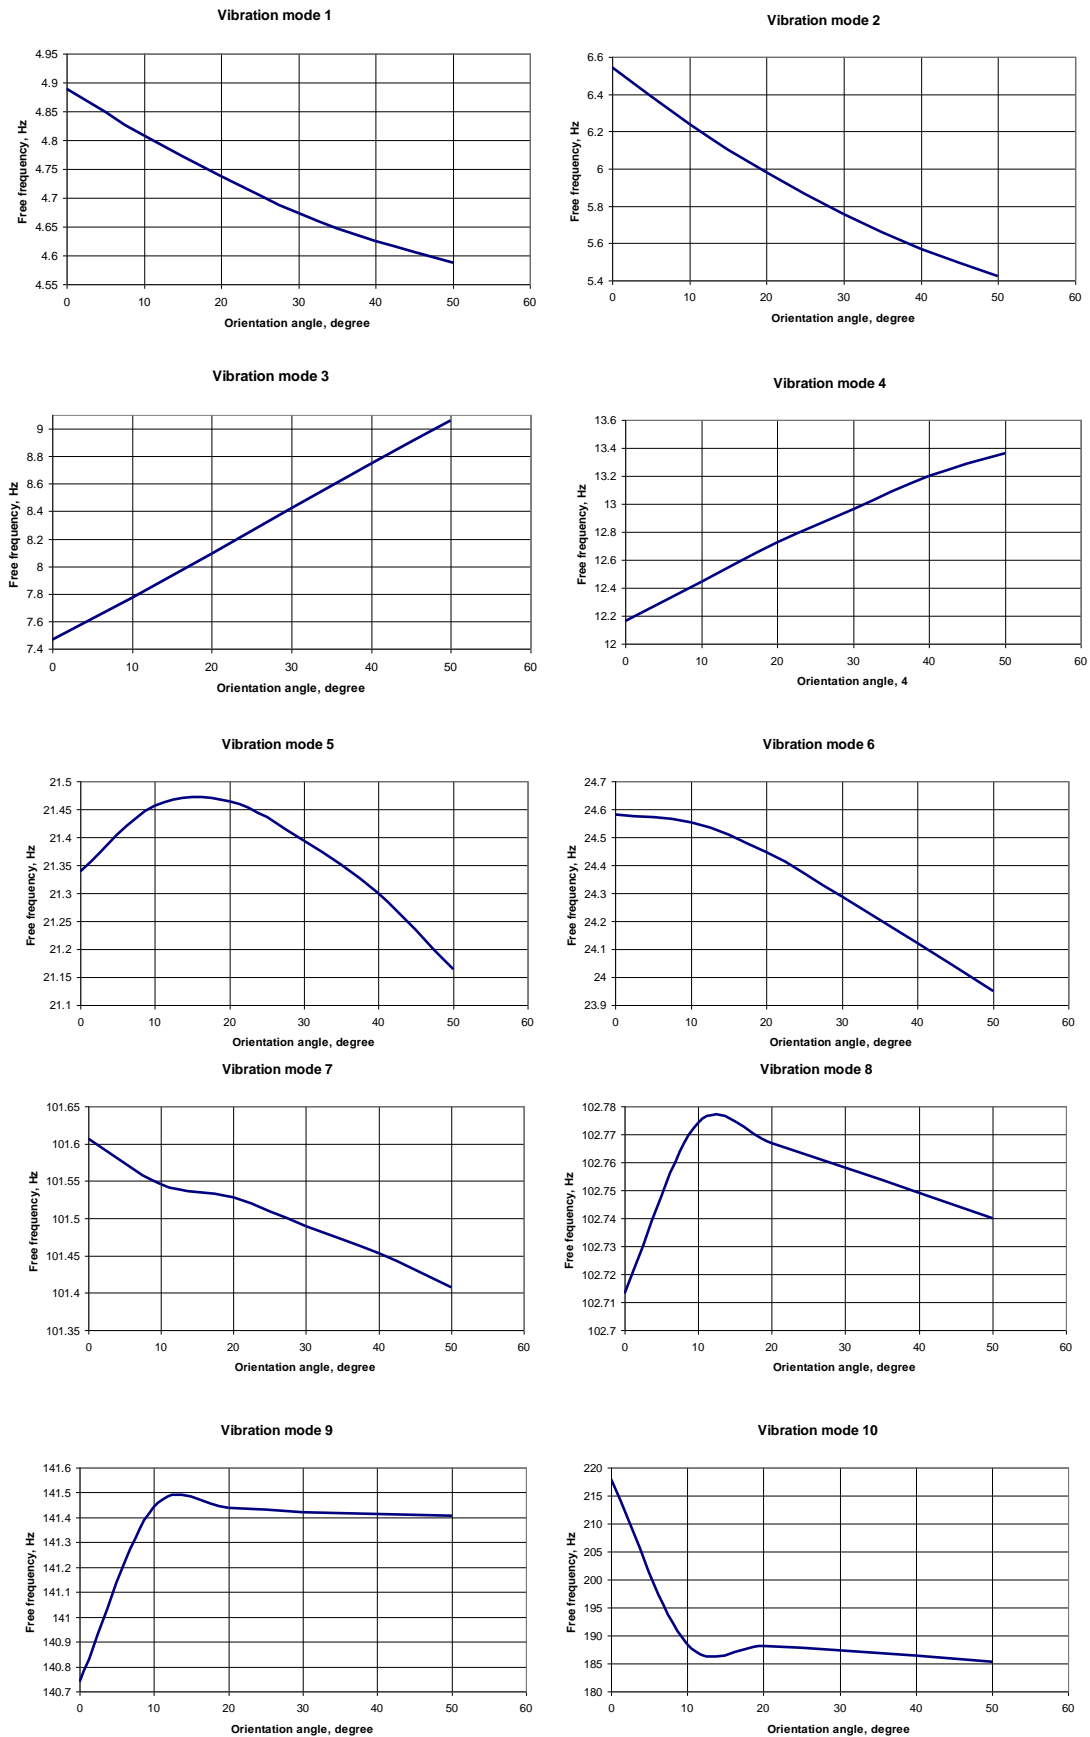 Vibration mode 1
4.95
4.9
4.85
4.8
4.75
4.7
4.65
4.6
4.55
0 10 20 30 40 50 60
Free frequency, Hz
Orientation angle, degree
Vibration mode 2
6.6
6.4
6.2
6
5.8
5.6
5.4
0 10 20 30 40 50 60
Free frequency, Hz
Orientation angle, degree
Vibration mode 3
9
8.8
8.6
8.4
8.2
8
7.8
7.6
7.4
0 10 20 30 40 50 60
Free frequency, Hz
Orientation angle, degree
Vibration mode 4
13.6
13.4
13.2
13
12.8
12.6
12.4
12.2
12
0 10 20 30 40 50 60
Free frequency, Hz
Orientation angle, 4
Vibration mode 5
21.5
21.45
21.4
21.35
21.3
21.25
21.2
21.15
21.1
0 10 20 30 40 50 60
Free frequency, Hz
Orientation angle, degree
Vibration mode 6
24.7
24.6
24.5
24.4
24.3
24.2
24.1
24
23.9
0 10 20 30 40 50 60
Free frequency, Hz
Orientation angle, degree
Vibration mode 7
101.65
101.6
101.55
101.5
101.45
101.4
101.35
0 10 20 30 40 50 60
Free frequency, Hz
Orientation angle, degree
Vibration mode 8
102.78
102.77
102.76
102.75
102.74
102.73
102.72
102.71
102.7
0 10 20 30 40 50 60
Free fequency, Hz
Orientation angle, degree
Vibration mode 9
141.6
141.5
141.4
141.3
141.2
141.1
141
140.9
140.8
140.7
0 10 20 30 40 50 60
Free frequency, Hz
Orientation angle, degree
Vibration mode 10
220
215
210
205
200
195
190
185
180
0 10 20 30 40 50 60
Free frequency, Hz
Orientation angle, degree